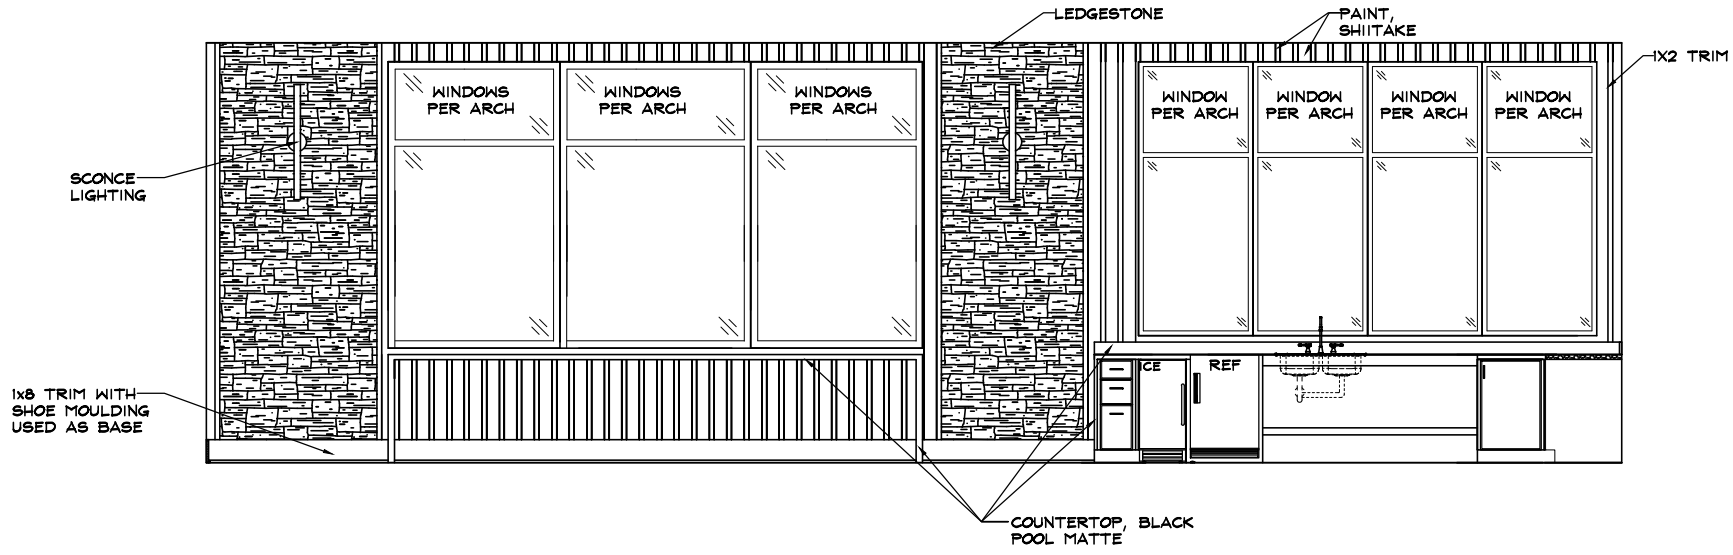 LEDGESTONE
PAINT,
SHIITAKE
1X2 TRIM
WINDOWS
PER ARCH
WINDOWS
PER ARCH
WINDOWS
PER ARCH
WINDOW
PER ARCH
WINDOW
PER ARCH
WINDOW
PER ARCH
WINDOW
PER ARCH
SCONCE
LIGHTING
ICE
REF
1x8 TRIM WITH
SHOE MOULDING
USED AS BASE
COUNTERTOP, BLACK
POOL MATTE